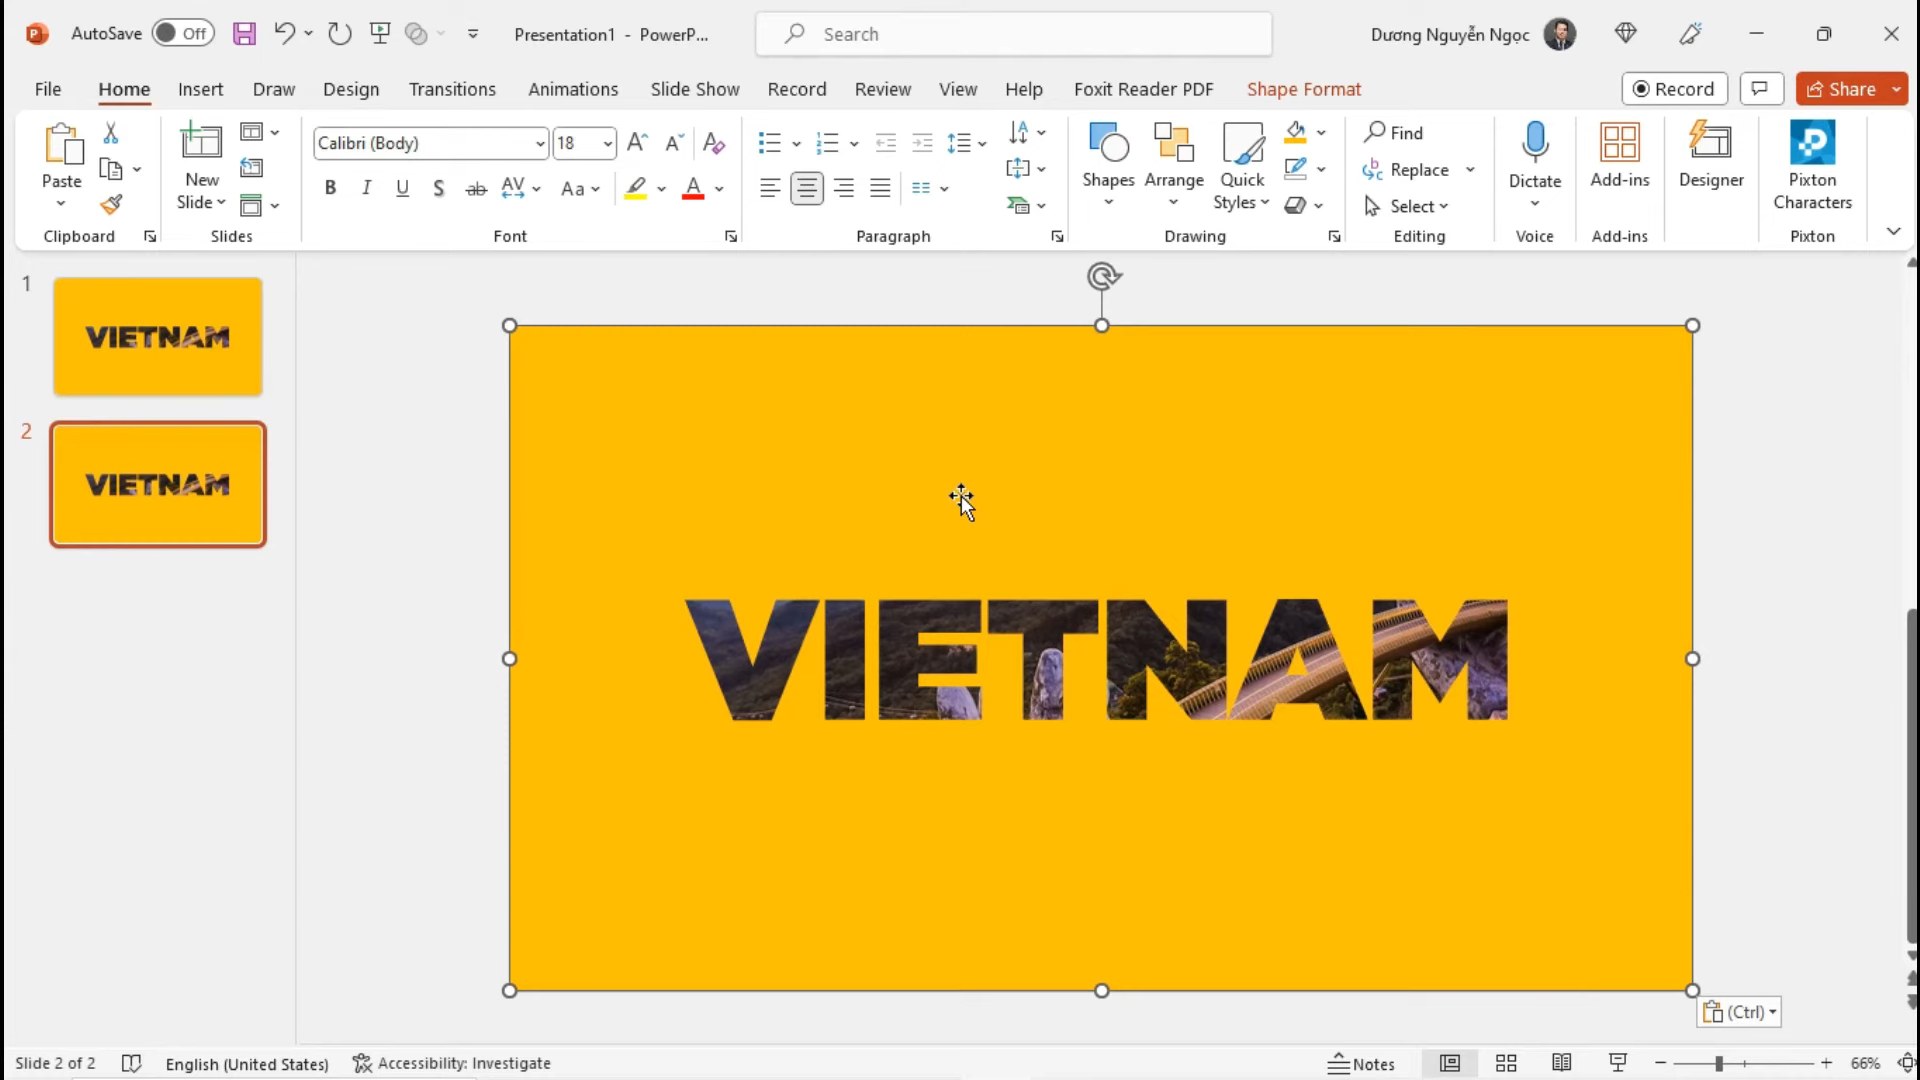 AutoSave Off Presentation1 - PowerP... Search Dương Nguyễn Ngọc
File Home Insert Draw Design Transitions Animations Slide Show Record Review View Help Foxit Reader PDF Shape Format Record Share
Paste
New
Slide
Calibri (Body) 18
B I U S ab AV Aa A
Shapes
Arrange
Quick
Styles
Find
Replace
Select
Dictate
Add-ins
Designer
Pixton
Characters
Clipboard Slides Font Paragraph Drawing Editing Voice Add-ins Pixton
1
VIETNAM
2
VIETNAM
VIETNAM
(Ctrl)
Slide 2 of 2 English (United States) Accessibility: Investigate Notes 66%